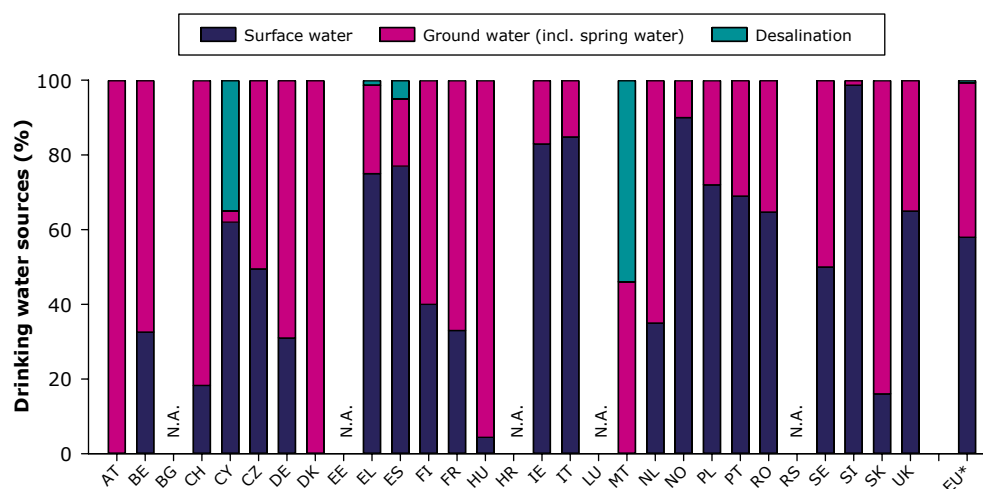 Surface water Ground water (incl. spring water) Desalination
Drinking water sources (%)
100
80
60
40
20
0
N.A. N.A. N.A. N.A. N.A.
AT BE BG CH CY CZ DE DK EE EL ES FI FR HU HR IE IT LU MT NL NO PL PT RO RS SE SI SK UK EU*